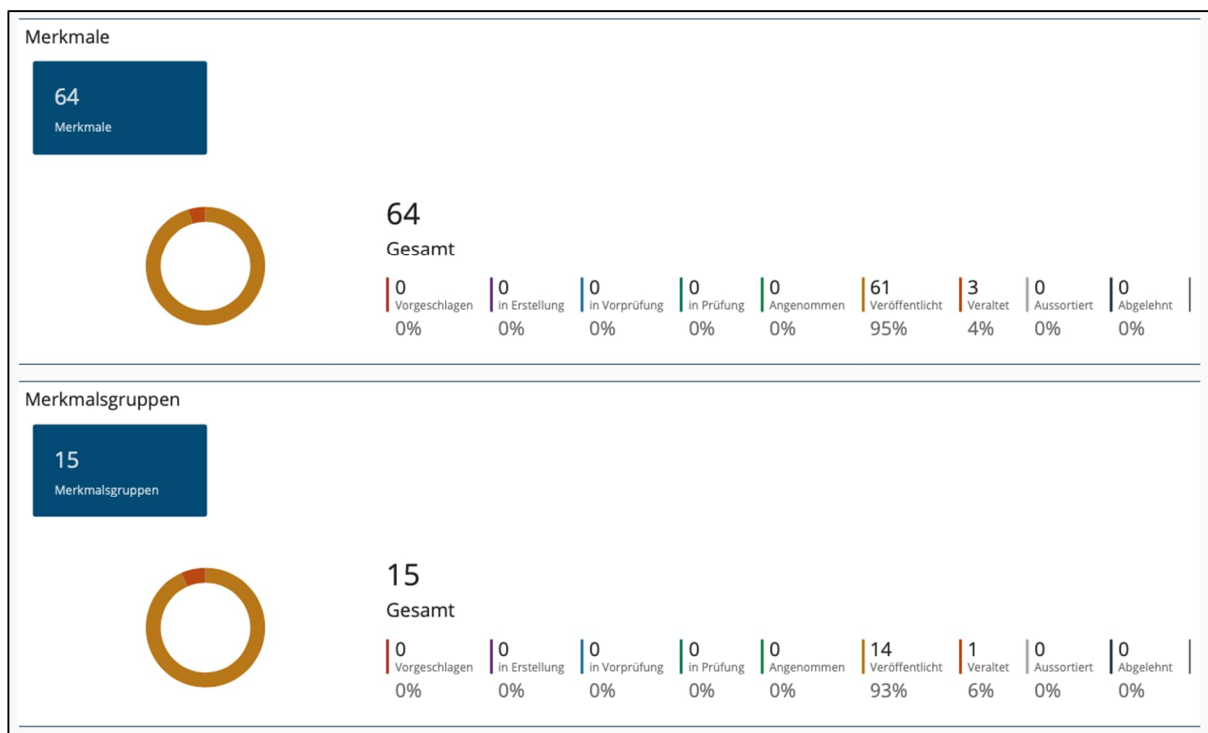 Merkmale
64
Merkmale
64
Gesamt
0 0 0 0 0 61 3 0 0
Vorgeschlagen in Erstellung in Vorprüfung in Prüfung Angenommen Veröffentlicht Veraltet Aussortiert Abgelehnt
0% 0% 0% 0% 0% 95% 4% 0% 0%
Merkmalsgruppen
15
Merkmalsgruppen
15
Gesamt
0 0 0 0 0 14 1 0 0
Vorgeschlagen in Erstellung in Vorprüfung in Prüfung Angenommen Veröffentlicht Veraltet Aussortiert Abgelehnt
0% 0% 0% 0% 0% 93% 6% 0% 0%